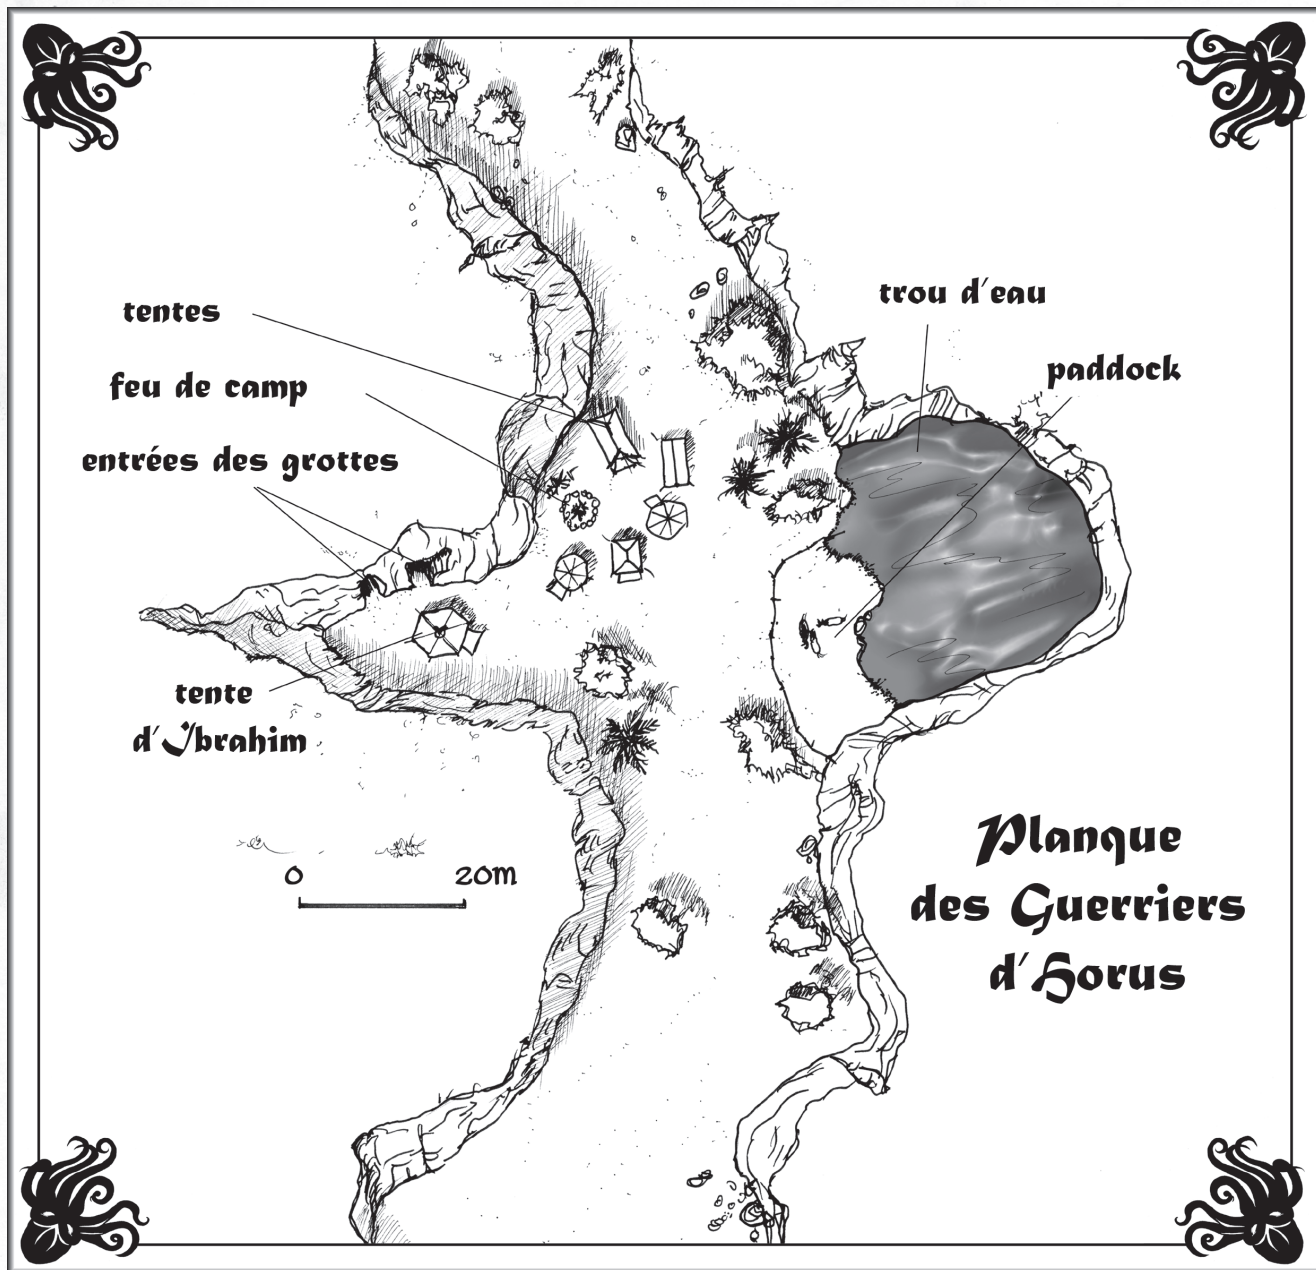 tentes
feu de camp
entrées des grottes
trou d'eau
paddock
tente
d'Ibrahim
0 20m
Planque
des Guerriers
d'Horus